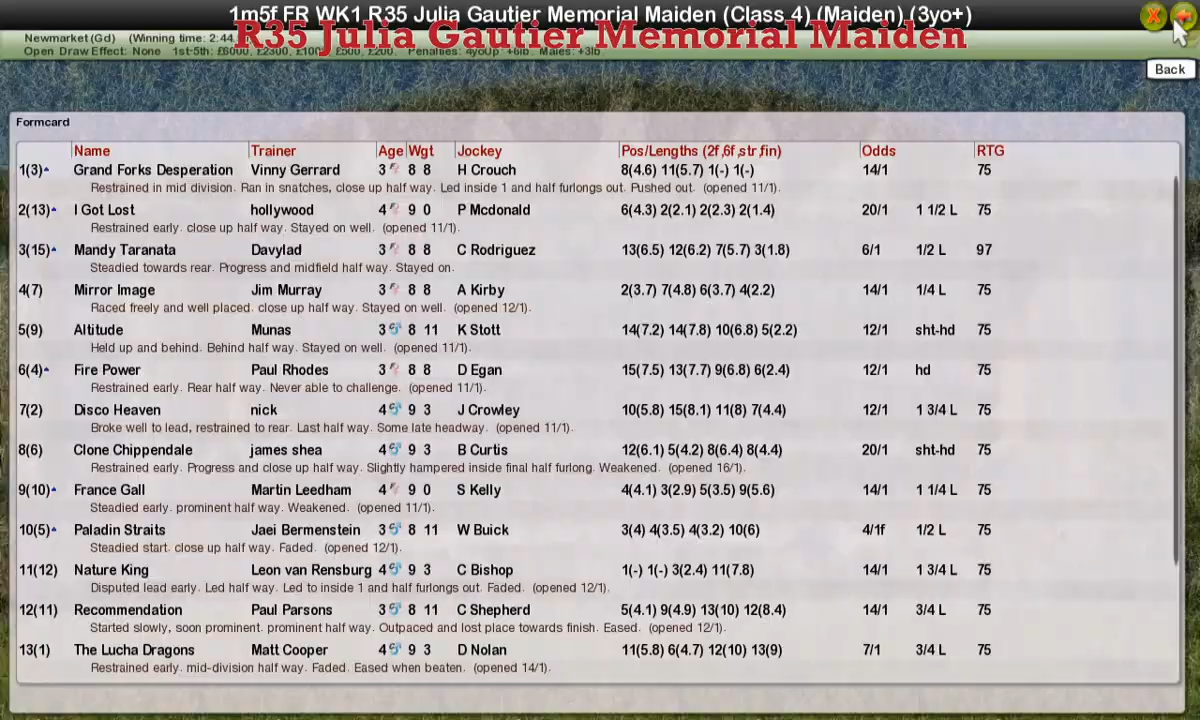 1m5f FR WK1 R35 Julia Gautier Memorial Maiden (Class 4) (Maiden) (3yo+)
R35 Julia Gautier Memorial Maiden
Newmarket(Gd) (Winning time: 2:44.
Open Draw Effect: None 1st-5th: £6000, £2300, £500, £200. Penalties: 4yoUp +6lb Males: +3lb
Back
Formcard
Name Trainer Age Wgt Jockey Pos/Lengths (2f,6f,str,fin) Odds RTG
1(3) Grand Forks Desperation Vinny Gerrard 3 8 8 H Crouch 8(4.6) 11(5.7) 1(-) 1(-) 14/1 75
Restrained in mid division. Ran in snatches, close up half way. Led inside 1 and half furlongs out. Pushed out. (opened 11/1).
2(13) I Got Lost hollywood 4 9 0 P Mcdonald 6(4.3) 2(2.1) 2(2.3) 2(1.4) 20/1 1 1/2 L 75
Restrained early. close up half way. Stayed on well. (opened 11/1).
3(15) Mandy Taranata Davylad 3 8 8 C Rodriguez 13(6.5) 12(6.2) 7(5.7) 3(1.8) 6/1 1/2 L 97
Steadied towards rear. Progress and midfield half way. Stayed on.
4(7) Mirror Image Jim Murray 3 8 8 A Kirby 2(3.7) 7(4.8) 6(3.7) 4(2.2) 14/1 1/4 L 75
Raced freely and well placed. close up half way. Stayed on well. (opened 12/1).
5(9) Altitude Munas 3 8 11 K Stott 14(7.2) 14(7.8) 10(6.8) 5(2.2) 12/1 sht-hd 75
Held up and behind. Behind half way. Stayed on well. (opened 11/1).
6(4) Fire Power Paul Rhodes 3 8 8 D Egan 15(7.5) 13(7.7) 9(6.8) 6(2.4) 12/1 hd 75
Restrained early. Rear half way. Never able to challenge. (opened 11/1).
7(2) Disco Heaven nick 4 9 3 J Crowley 10(5.8) 15(8.1) 11(8) 7(4.4) 12/1 1 3/4 L 75
Broke well to lead, restrained to rear. Last half way. Some late headway. (opened 11/1).
8(6) Clone Chippendale james shea 4 9 3 B Curtis 12(6.1) 5(4.2) 8(6.4) 8(4.4) 20/1 sht-hd 75
Restrained early. Progress and close up half way. Slightly hampered inside final half furlong. Weakened. (opened 16/1).
9(10) France Gall Martin Leedham 4 9 0 S Kelly 4(4.1) 3(2.9) 5(3.5) 9(5.6) 14/1 1 1/4 L 75
Steadied early. prominent half way. Weakened. (opened 11/1).
10(5) Paladin Straits Jaei Bermenstein 3 8 11 W Buick 3(4) 4(3.5) 4(3.2) 10(6) 4/1f 1/2 L 75
Steadied start. close up half way. Faded. (opened 12/1).
11(12) Nature King Leon van Rensburg 4 9 3 C Bishop 1(-) 1(-) 3(2.4) 11(7.8) 14/1 1 3/4 L 75
Disputed lead early. Led half way. Led to inside 1 and half furlongs out. Faded. (opened 12/1).
12(11) Recommendation Paul Parsons 3 8 11 C Shepherd 5(4.1) 9(4.9) 13(10) 12(8.4) 14/1 3/4 L 75
Started slowly, soon prominent. prominent half way. Outpaced and lost place towards finish. Eased. (opened 12/1).
13(1) The Lucha Dragons Matt Cooper 4 9 3 D Nolan 11(5.8) 6(4.7) 12(10) 13(9) 7/1 3/4 L 75
Restrained early. mid-division half way. Faded. Eased when beaten. (opened 14/1).